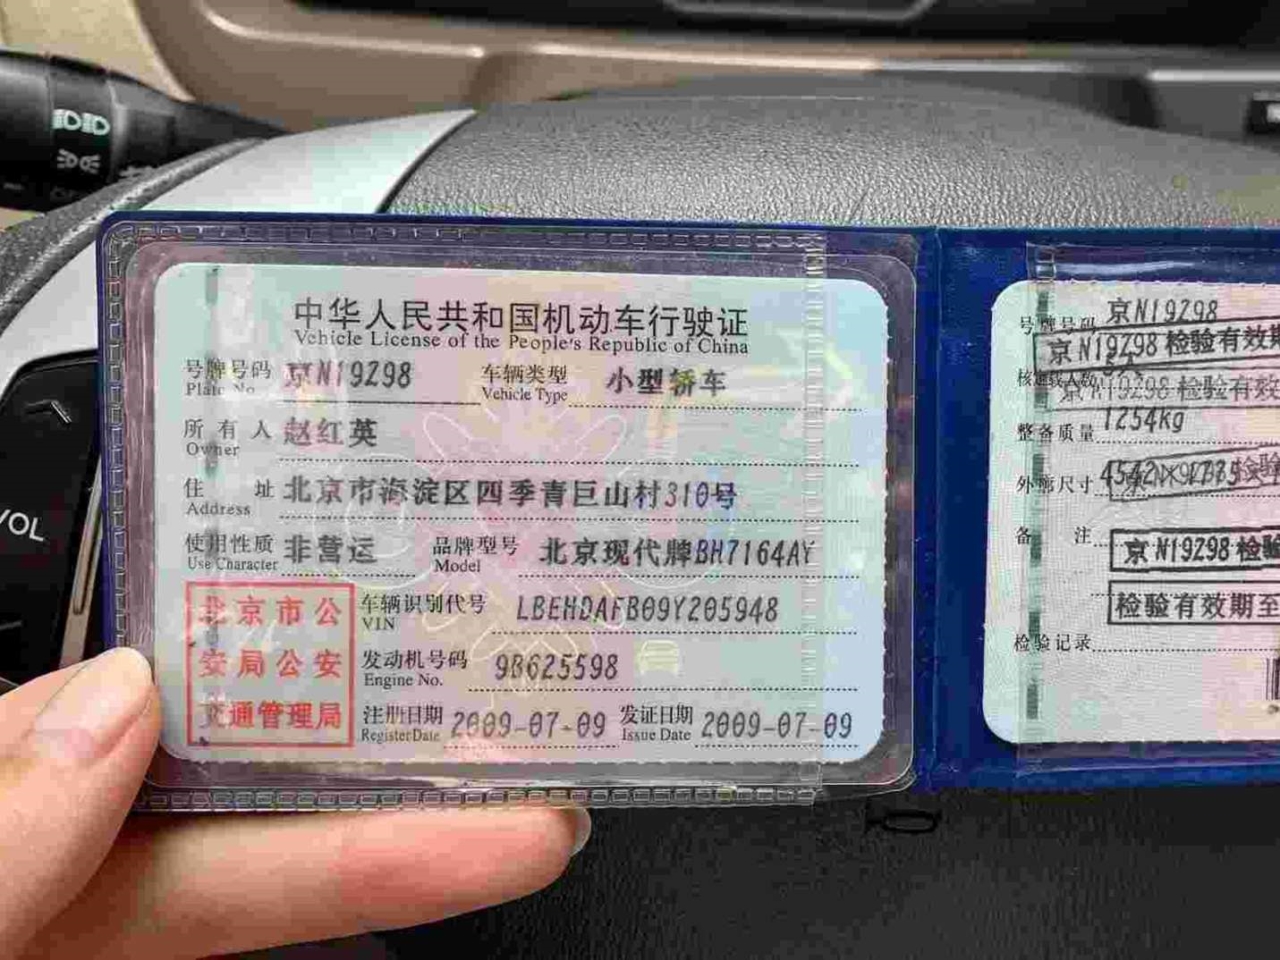 VOL
中华人民共和国机动车行驶证
Vehicle License of the People's Republic of China
号牌号码 京N19Z98 车辆类型 小型轿车
Plate No. Vehicle Type
所有人 赵红英
Owner
住址 北京市海淀区四季青巨山村310号
Address
使用性质 非营运 品牌型号 北京现代牌BH7164AY
Use Character Model
北京市公
安局公安
交通管理局
车辆识别代号 LBEHDAFB09Y205948
VIN
发动机号码 9B625598
Engine No.
注册日期 2009-07-09 发证日期 2009-07-09
Register Date Issue Date
号牌号码 京N19Z98
京N19Z98 检验有效期
核定载人数
京N19Z98 检验有效
整备质量 1254kg
外廓尺寸
备注
京N19Z98 检验
检验有效期至
检验记录